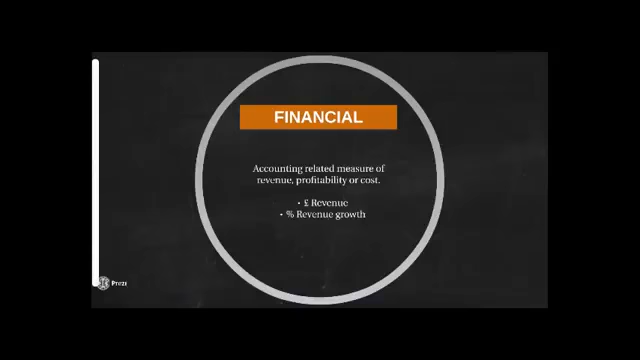 FINANCIAL
Accounting related measure of
revenue, profitability or cost.
• £ Revenue
• % Revenue growth
Prezi